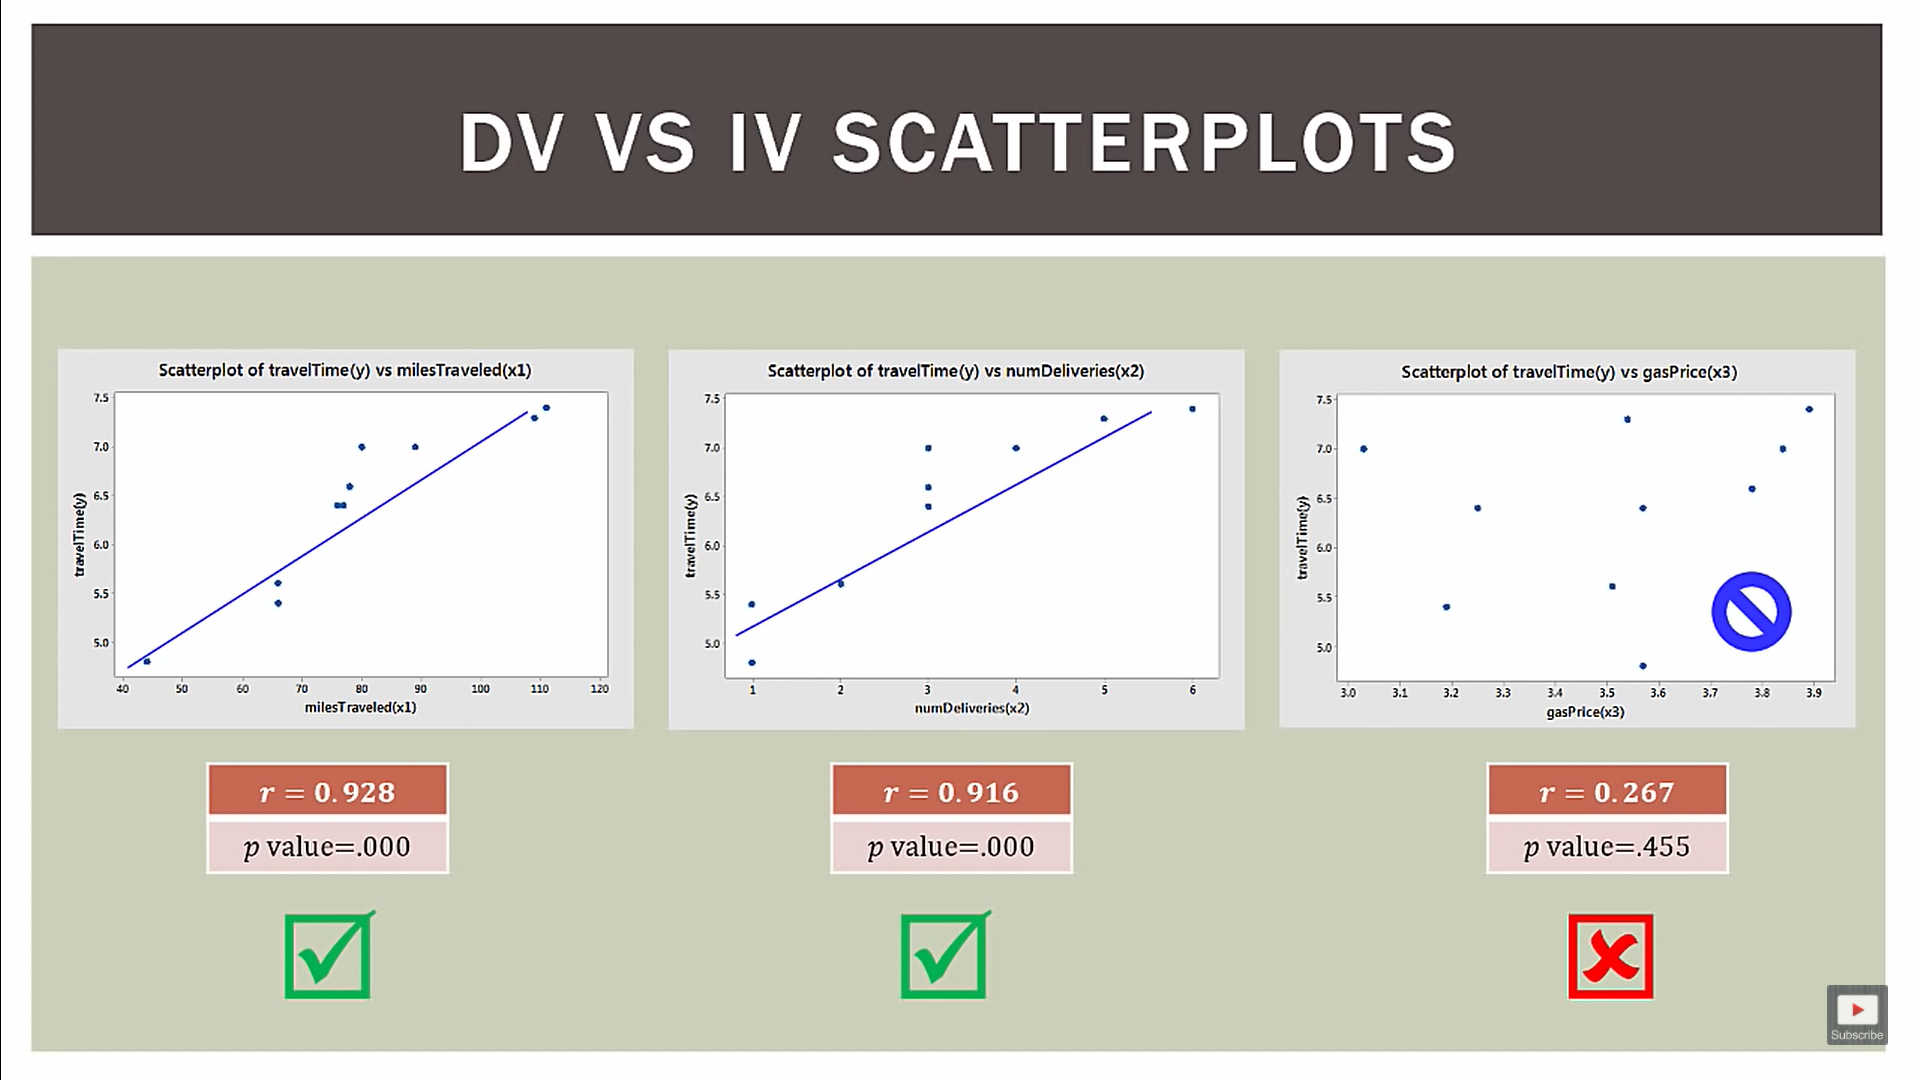 DV VS IV SCATTERPLOTS
Scatterplot of travelTime(y) vs milesTraveled(x1)
7.5
7.0
6.5
6.0
5.5
5.0
travelTime(y)
40 50 60 70 80 90 100 110 120
milesTraveled(x1)
r = 0.928
p value=.000
Scatterplot of travelTime(y) vs numDeliveries(x2)
7.5
7.0
6.5
6.0
5.5
5.0
travelTime(y)
1 2 3 4 5 6
numDeliveries(x2)
r = 0.916
p value=.000
Scatterplot of travelTime(y) vs gasPrice(x3)
7.5
7.0
6.5
6.0
5.5
5.0
travelTime(y)
3.0 3.1 3.2 3.3 3.4 3.5 3.6 3.7 3.8 3.9
gasPrice(x3)
r = 0.267
p value=.455
Subscribe